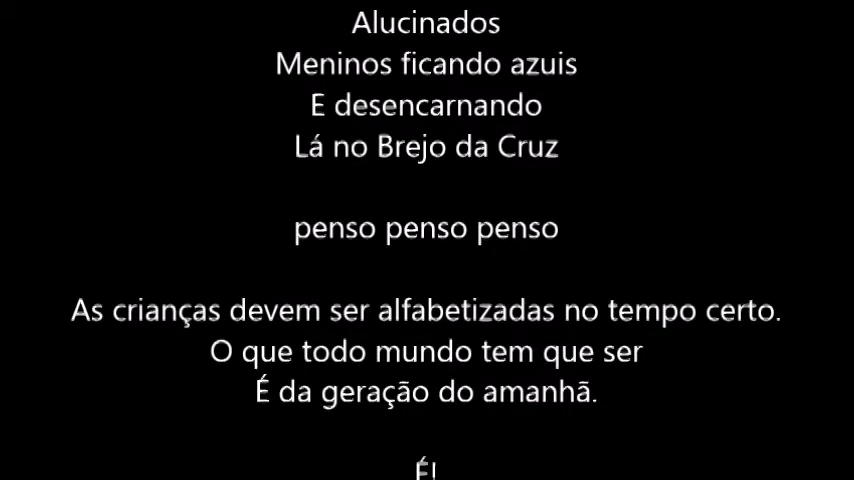 Alucinados
Meninos ficando azuis
E desencarnando
Lá no Brejo da Cruz
penso penso penso
As crianças devem ser alfabetizadas no tempo certo.
O que todo mundo tem que ser
É da geração do amanhã.
É!